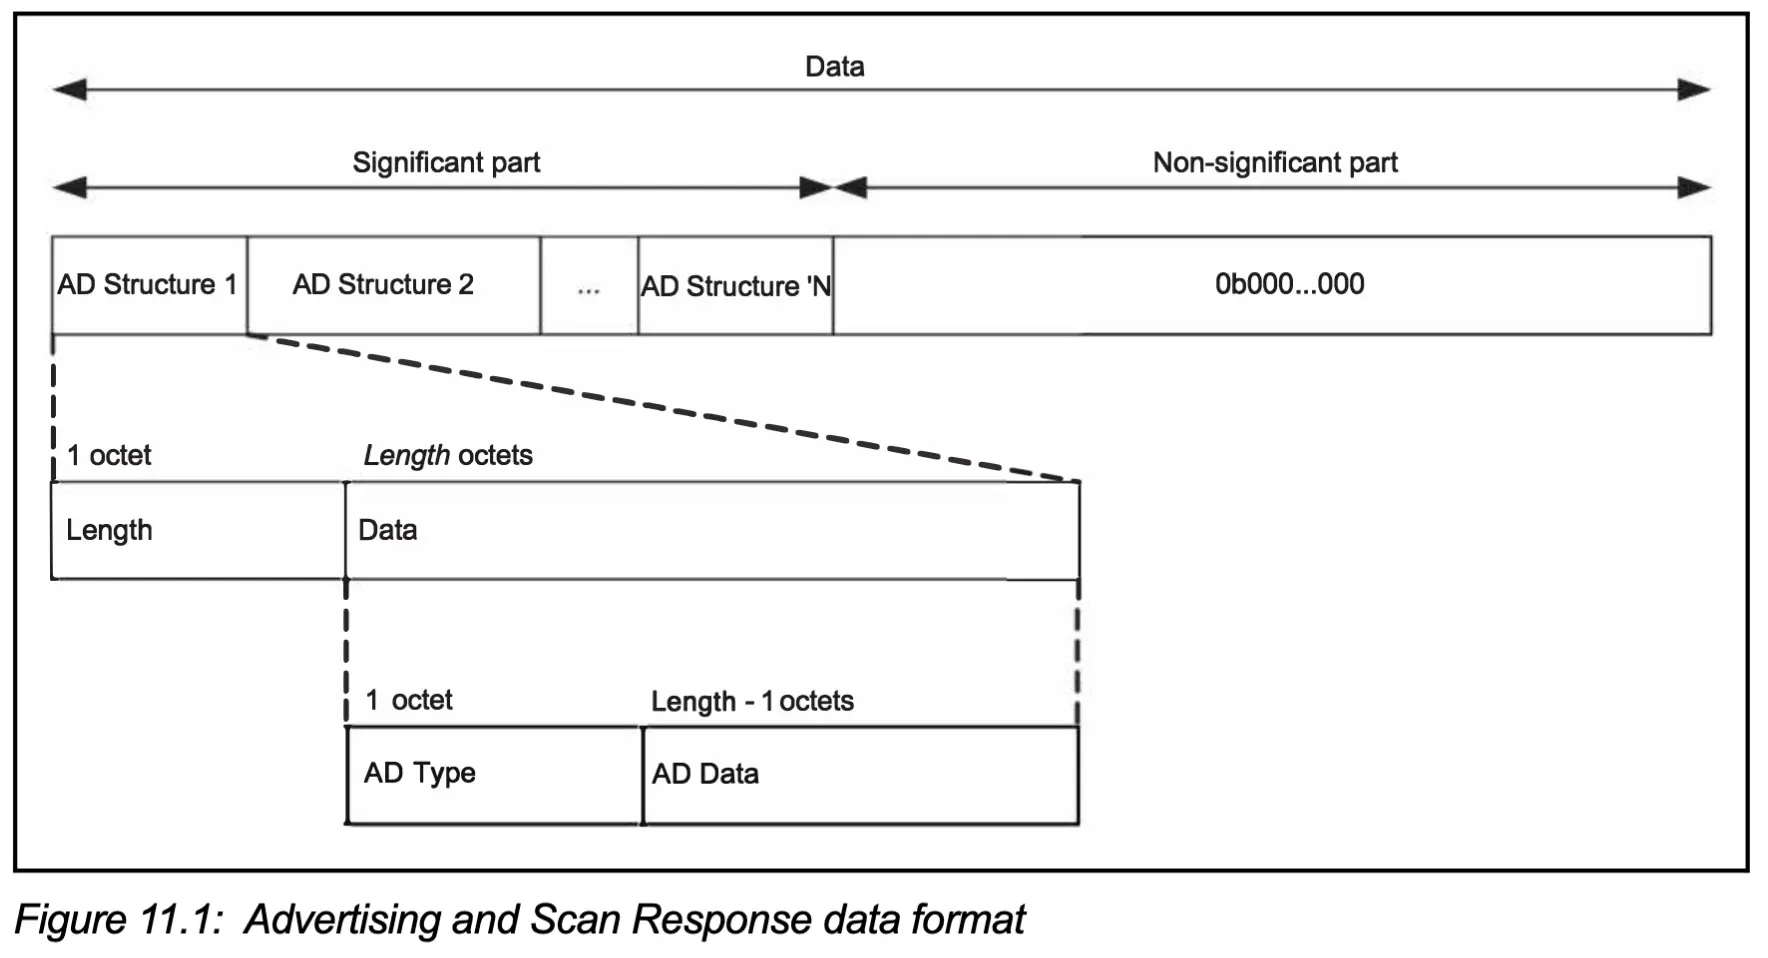 Data
Significant part
Non-significant part
AD Structure 1
AD Structure 2
...
AD Structure 'N
0b000...000
1 octet
Length octets
Length
Data
1 octet
Length - 1 octets
AD Type
AD Data
Figure 11.1: Advertising and Scan Response data format